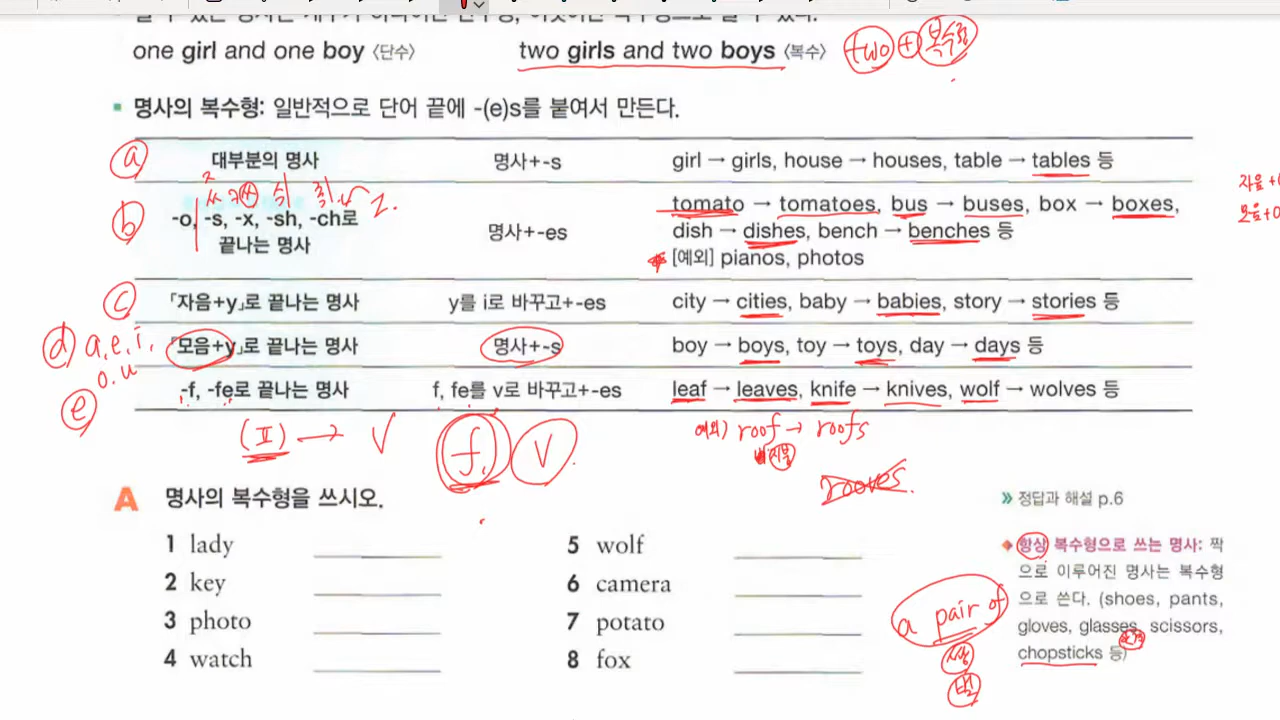 one girl and one boy 〈단수〉 two girls and two boys 〈복수〉 two + 복수형
명사의 복수형: 일반적으로 단어 끝에 -(e)s를 붙여서 만든다.
ⓐ 대부분의 명사 명사+-s girl → girls, house → houses, table → tables 등
ⓑ -o, -s, -x, -sh, -ch로 끝나는 명사 명사+-es tomato → tomatoes, bus → buses, box → boxes,
dish → dishes, bench → benches 등
[예외] pianos, photos
ⓒ 「자음+y」로 끝나는 명사 y를 i로 바꾸고+-es city → cities, baby → babies, story → stories 등
ⓓ a, e, i, o, u 「모음+y」로 끝나는 명사 명사+-s boy → boys, toy → toys, day → days 등
ⓔ -f, -fe로 끝나는 명사 f, fe를 v로 바꾸고+-es leaf → leaves, knife → knives, wolf → wolves 등
→ V f, V 예외) roof → roofs
지붕
rooves
A 명사의 복수형을 쓰시오.
» 정답과 해설 p.6
1 lady
2 key
3 photo
4 watch
5 wolf
6 camera
7 potato
8 fox
항상 복수형으로 쓰는 명사: 짝
으로 이루어진 명사는 복수형
으로 쓴다. (shoes, pants,
gloves, glasses, scissors,
chopsticks 등)
a pair of
한쌍
벌